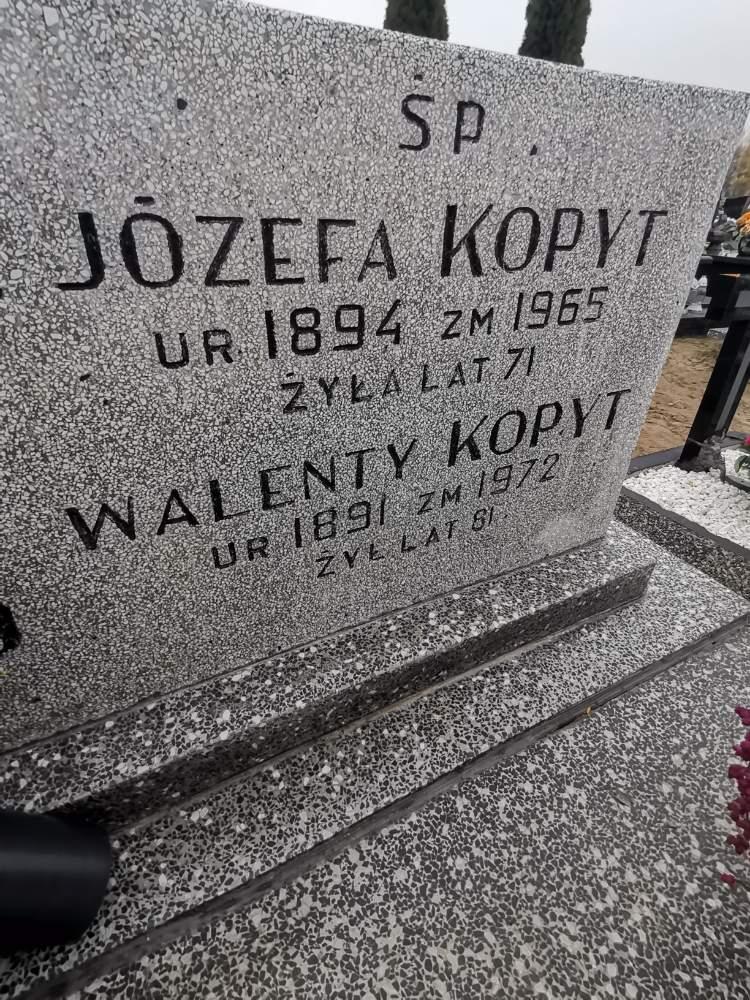 ŚP.
JÓZEFA KOPYT
UR 1894 ZM 1965
ŻYŁA LAT 71
WALENTY KOPYT
UR 1891 ZM 1972
ŻYŁ LAT 81